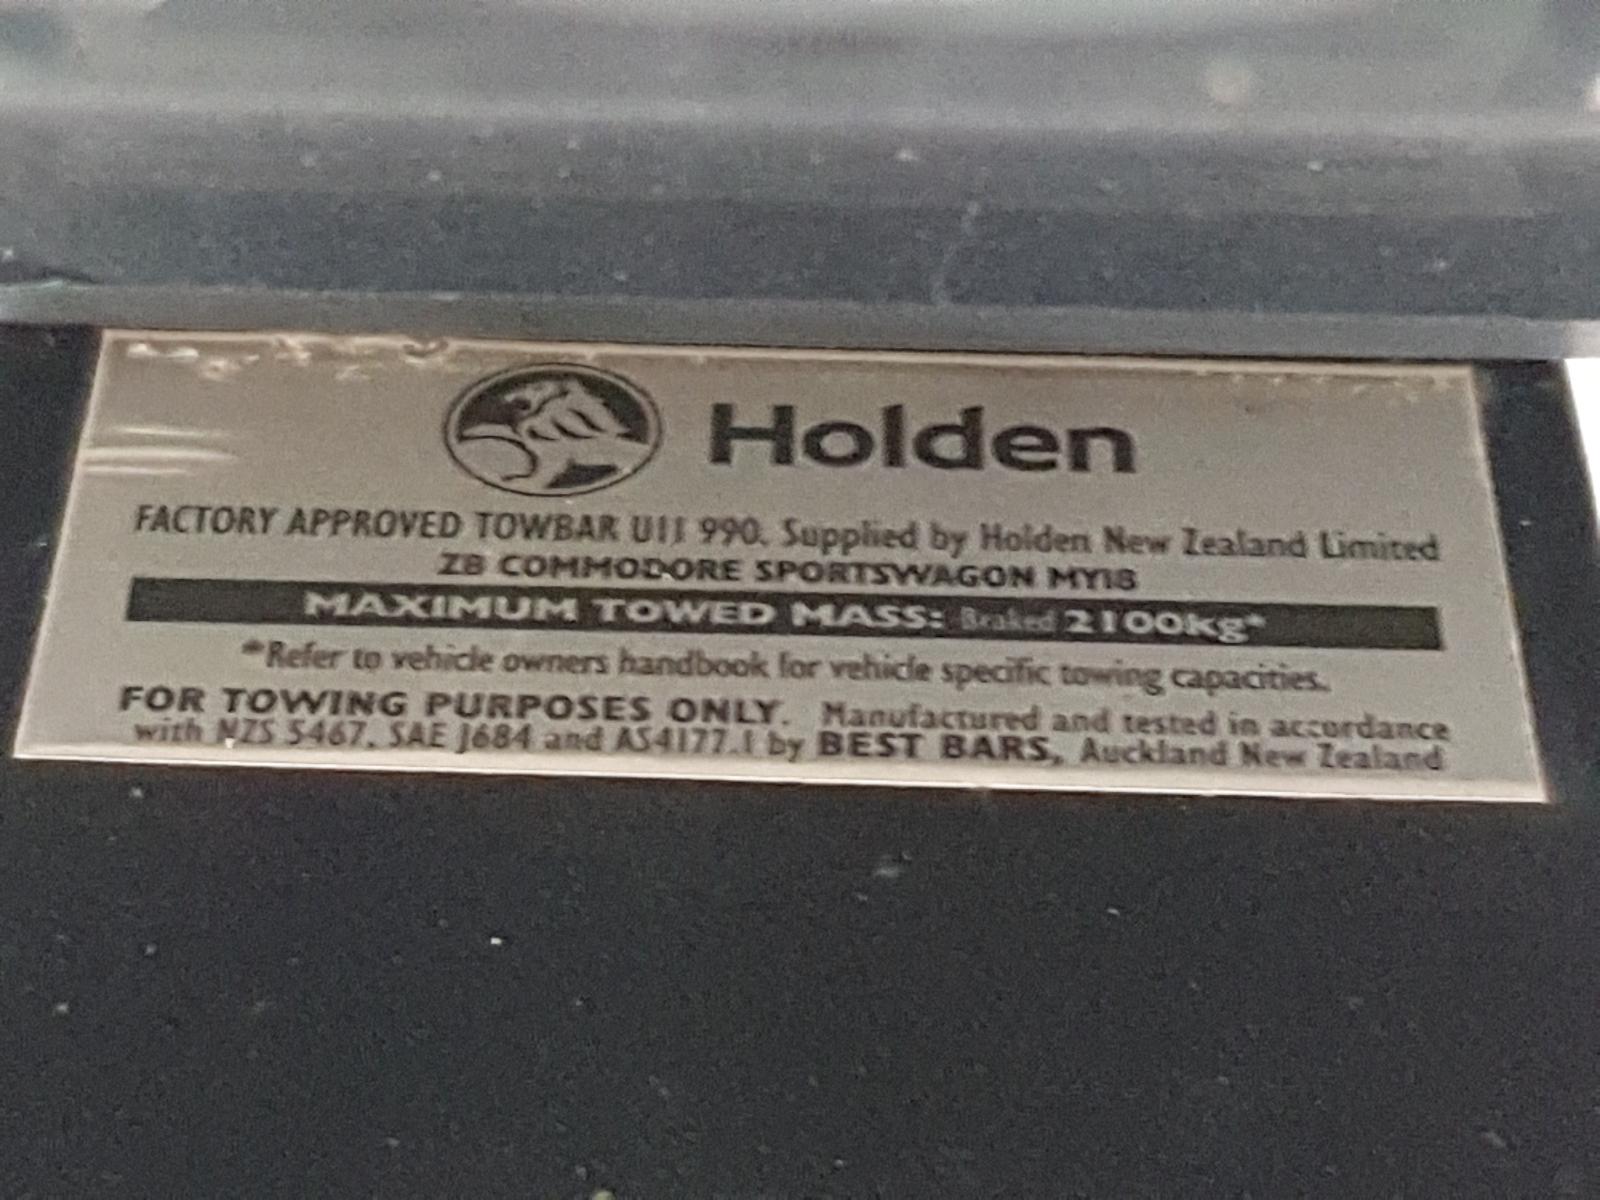 Holden
FACTORY APPROVED TOWBAR U11 990. Supplied by Holden New Zealand Limited
ZB COMMODORE SPORTSWAGON MY18
MAXIMUM TOWED MASS: Braked 2100kg*
*Refer to vehicle owners handbook for vehicle specific towing capacities.
FOR TOWING PURPOSES ONLY. Manufactured and tested in accordance
with NZS 5467, SAE J684 and AS4177.1 by BEST BARS, Auckland New Zealand